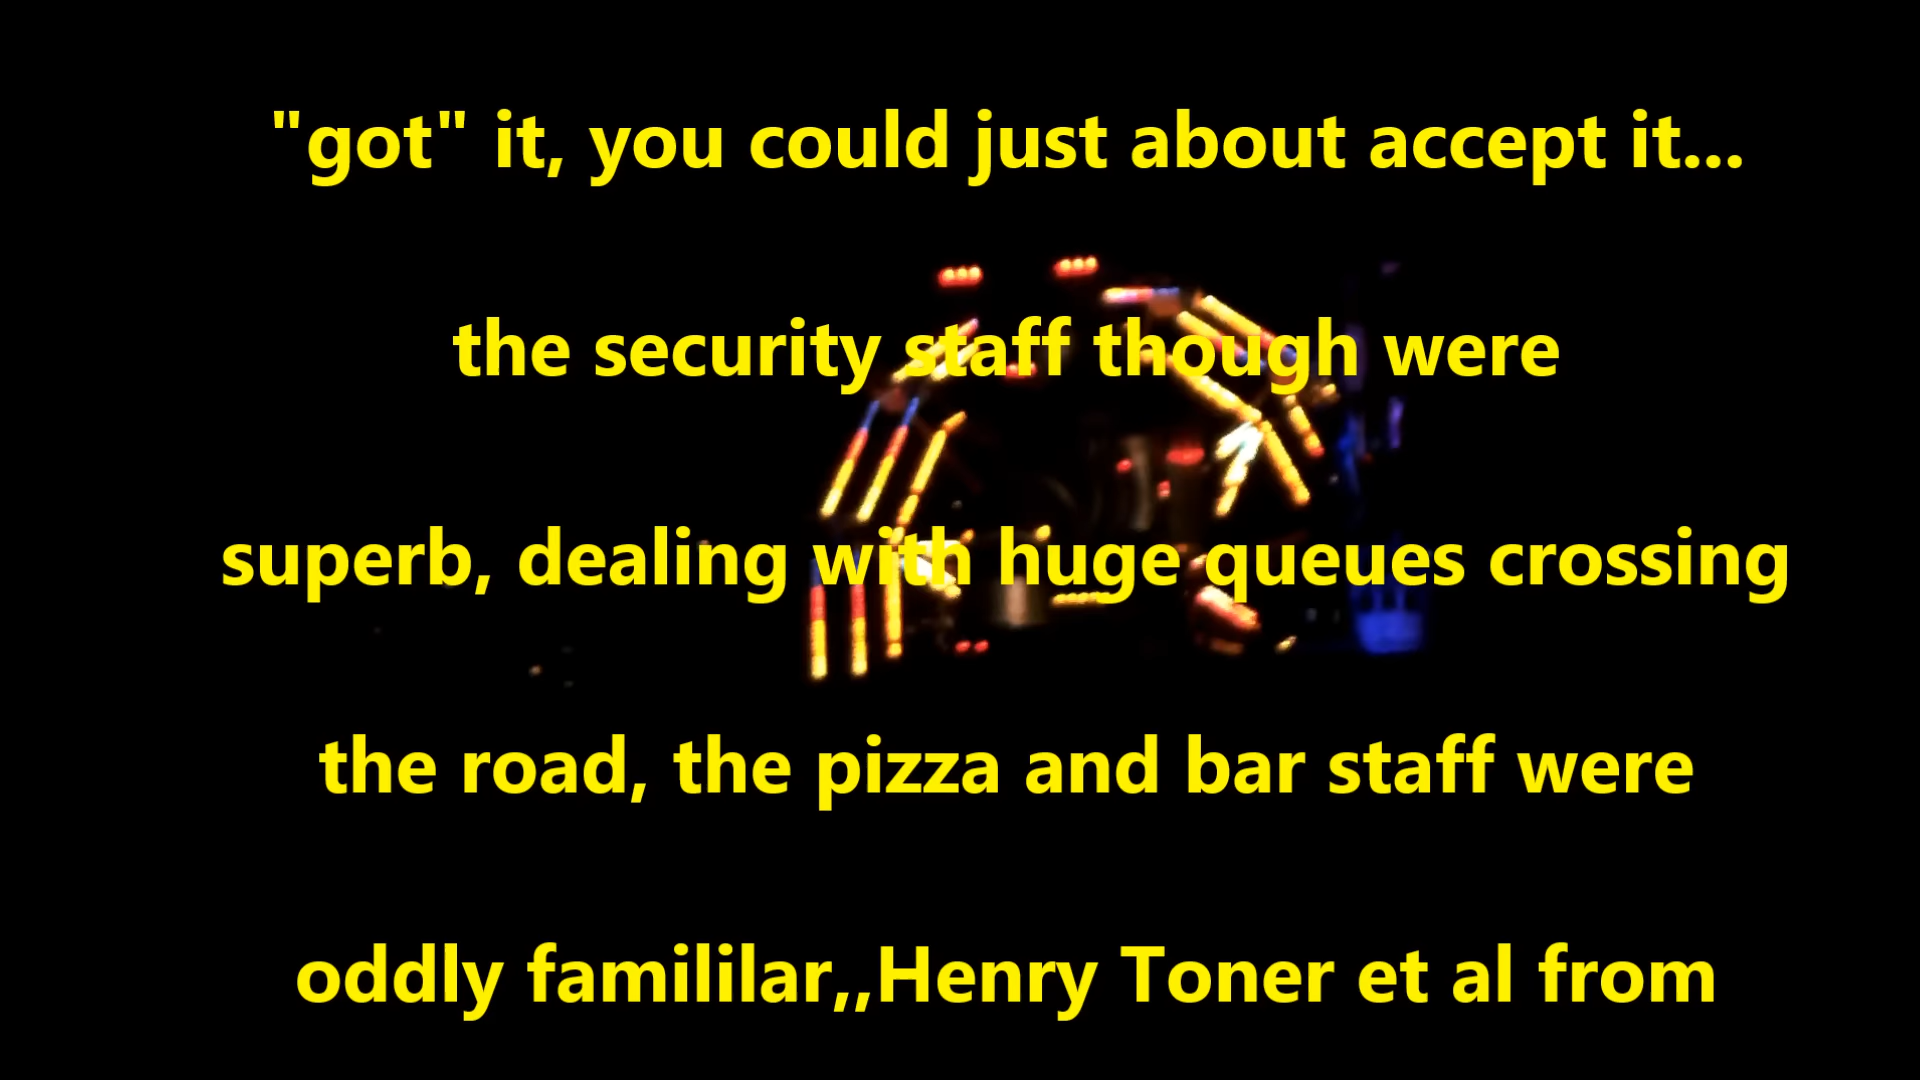 "got" it, you could just about accept it...
the security staff though were
superb, dealing with huge queues crossing
the road, the pizza and bar staff were
oddly famililar,,Henry Toner et al from